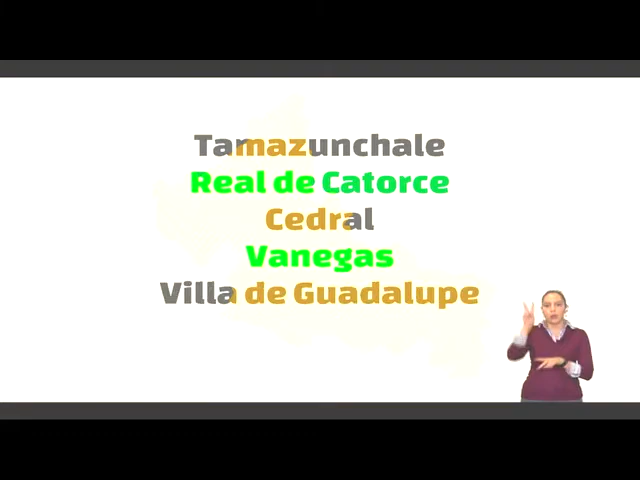 Tamazunchale
Real de Catorce
Cedral
Vanegas
Villa de Guadalupe